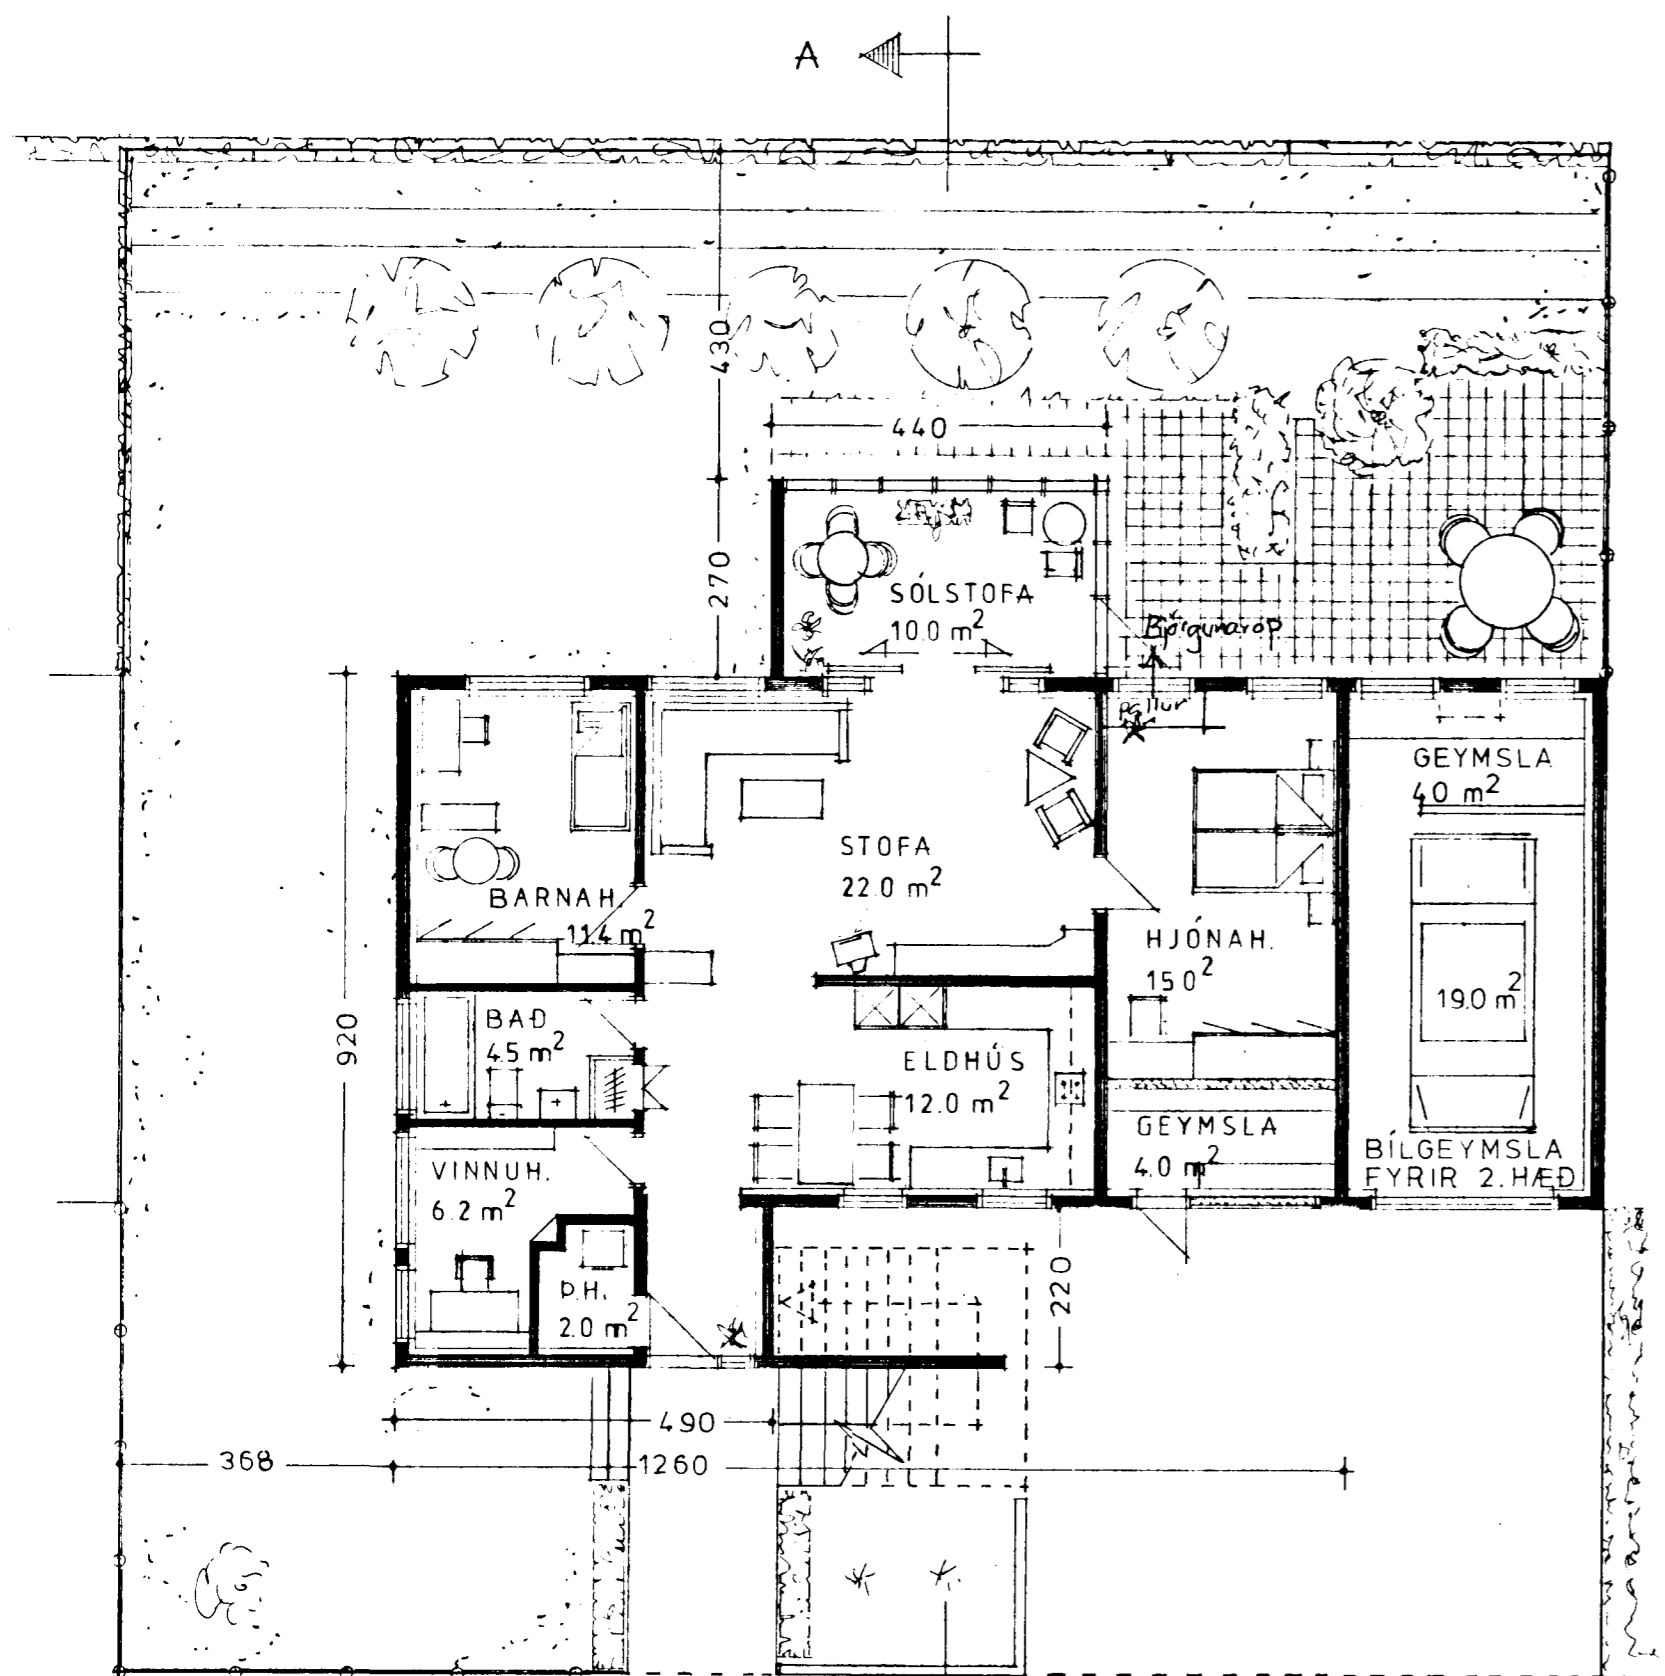 A
430
440
270
SÓLSTOFA
10.0 m²
Björgunarop
Pallur
GEYMSLA
4.0 m²
STOFA
22.0 m²
BARNAH.
11.4 m²
HJÓNAH.
15.0²
19.0 m²
920
BAÐ
4.5 m²
ELDHÚS
12.0 m²
GEYMSLA
4.0 m²
BÍLGEYMSLA
FYRIR 2. HÆÐ
VINNUH.
6.2 m²
Þ.H.
2.0 m²
220
490
368
1260